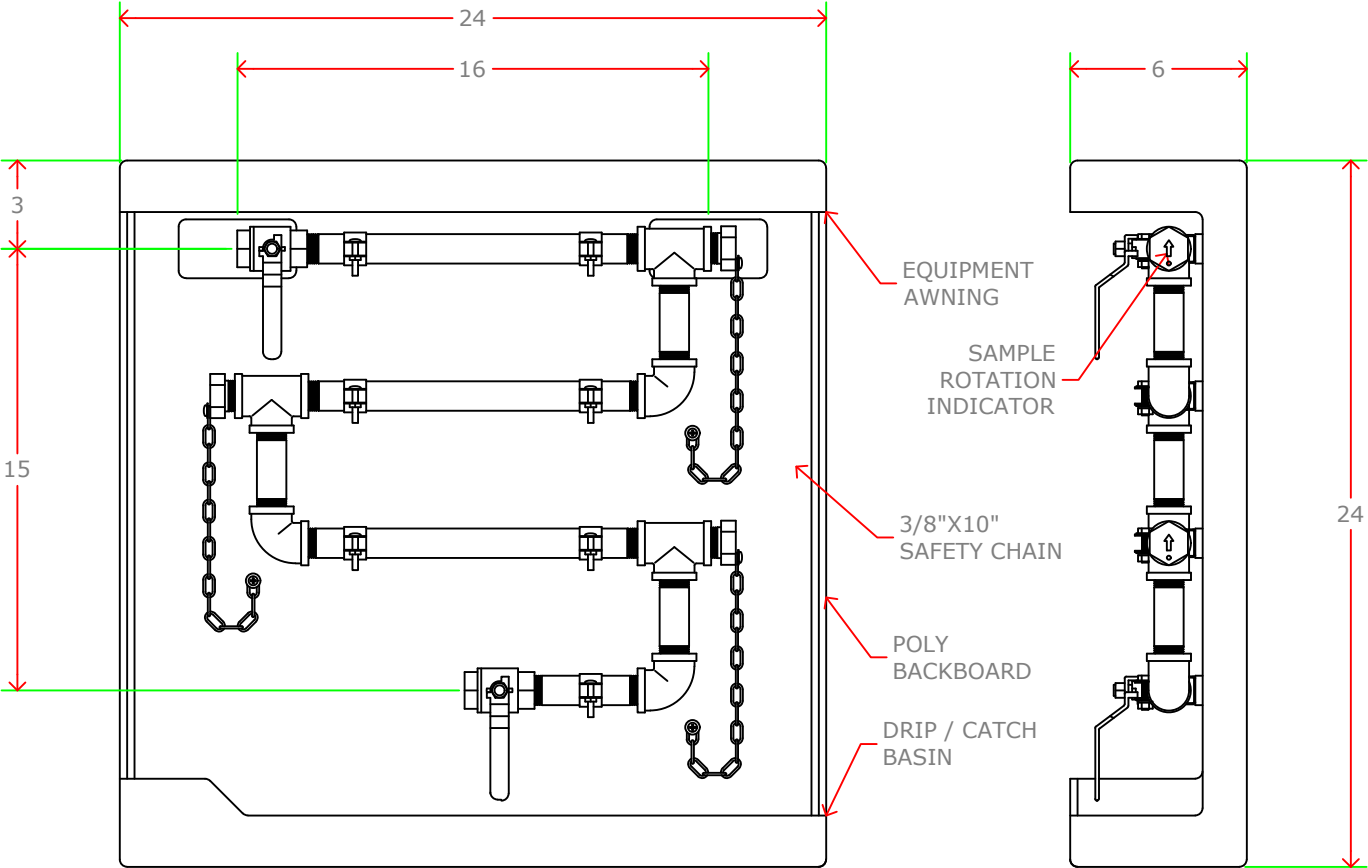 24
16
6
3
EQUIPMENT
AWNING
SAMPLE
ROTATION
INDICATOR
15
3/8"X10"
SAFETY CHAIN
24
POLY
BACKBOARD
DRIP / CATCH
BASIN